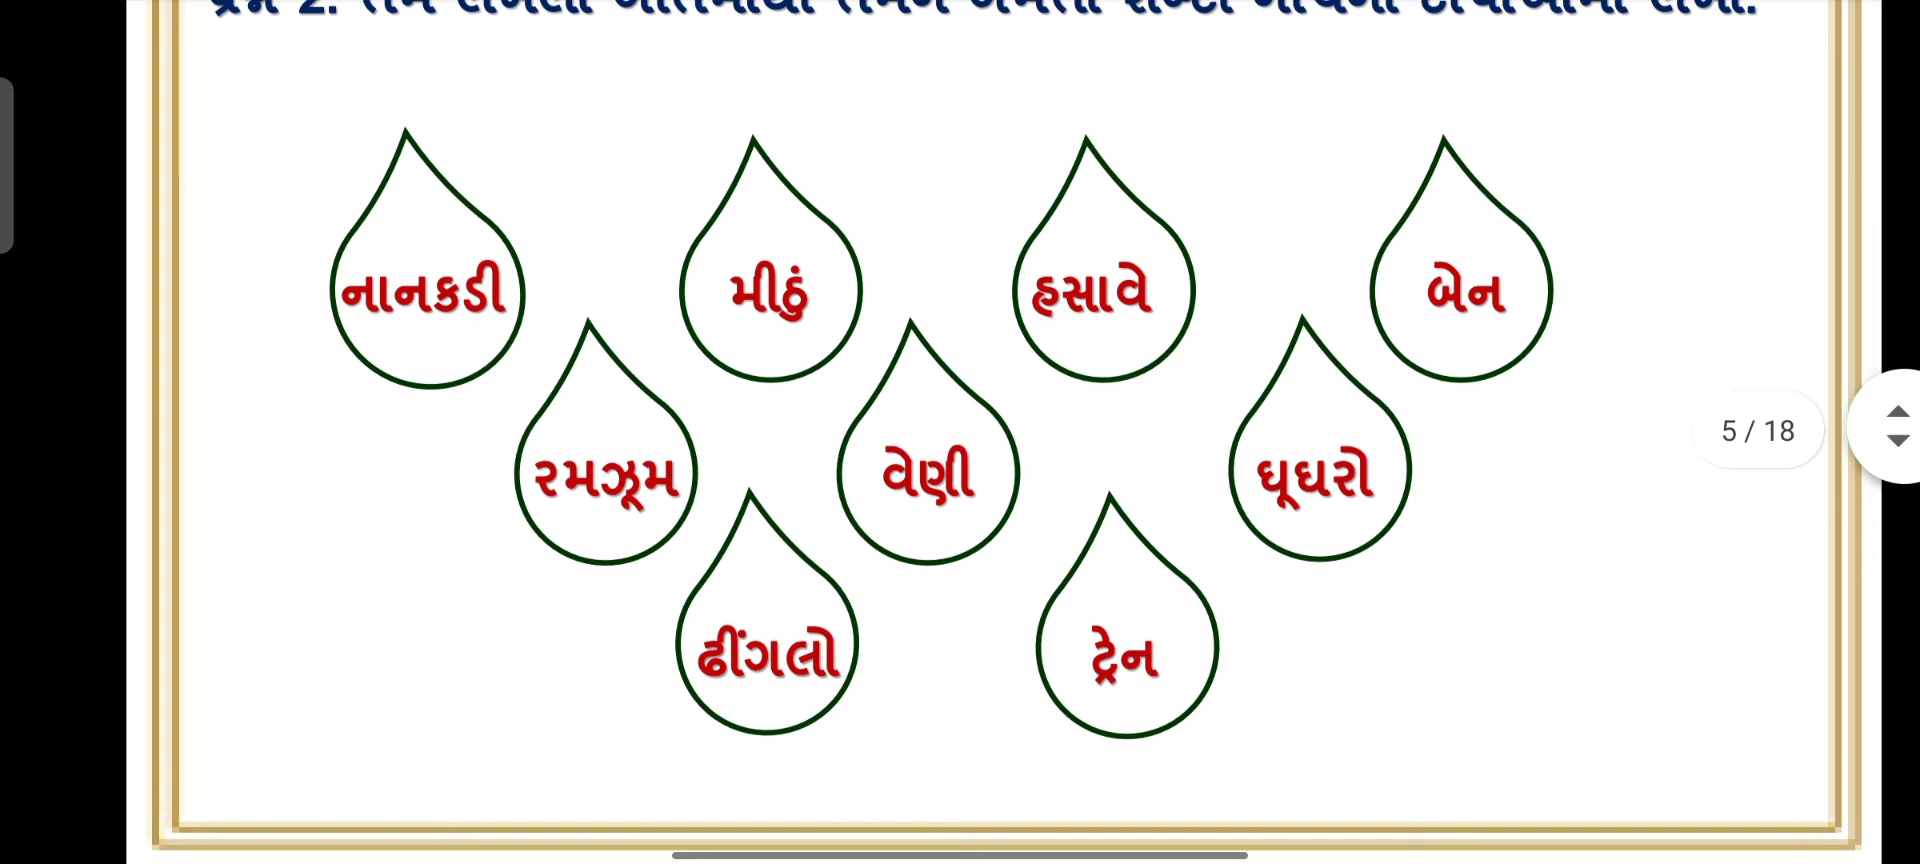 નાનકડી મીઠું હસાવે બેન
રમઝૂમ વેણી ઘૂઘરો
5 / 18
ઢીંગલો ટ્રેન